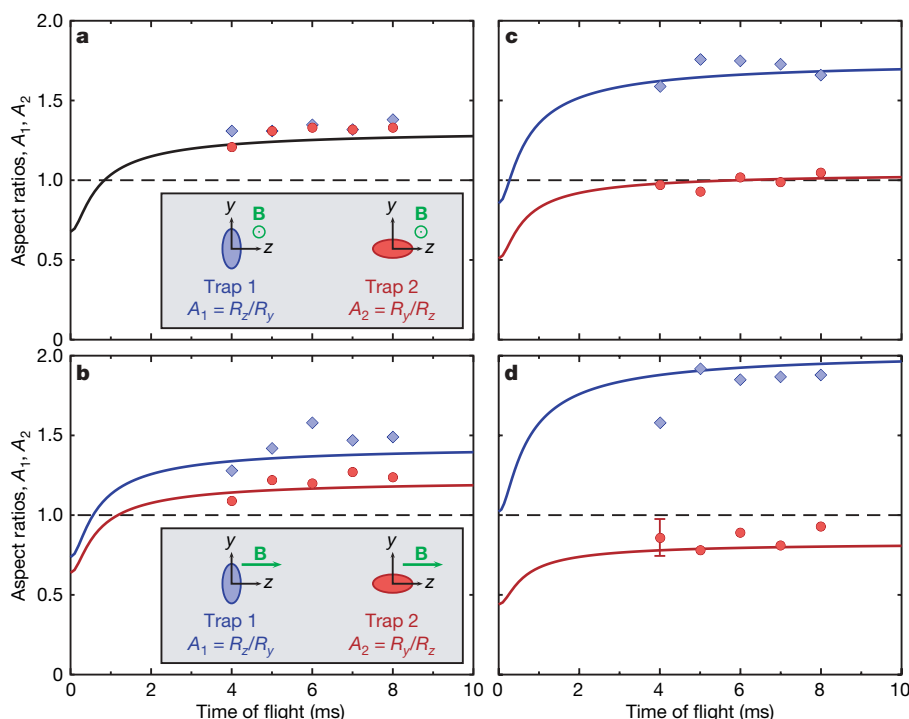 a
2.0
1.5
1.0
0.5
0
Aspect ratios, A1, A2
y
B
z
Trap 1
A1 = Rz/Ry
y
B
z
Trap 2
A2 = Ry/Rz
c
b
2.0
1.5
1.0
0.5
0
Aspect ratios, A1, A2
y
B
z
Trap 1
A1 = Rz/Ry
y
B
z
Trap 2
A2 = Ry/Rz
0 2 4 6 8 10
Time of flight (ms)
d
0 2 4 6 8 10
Time of flight (ms)